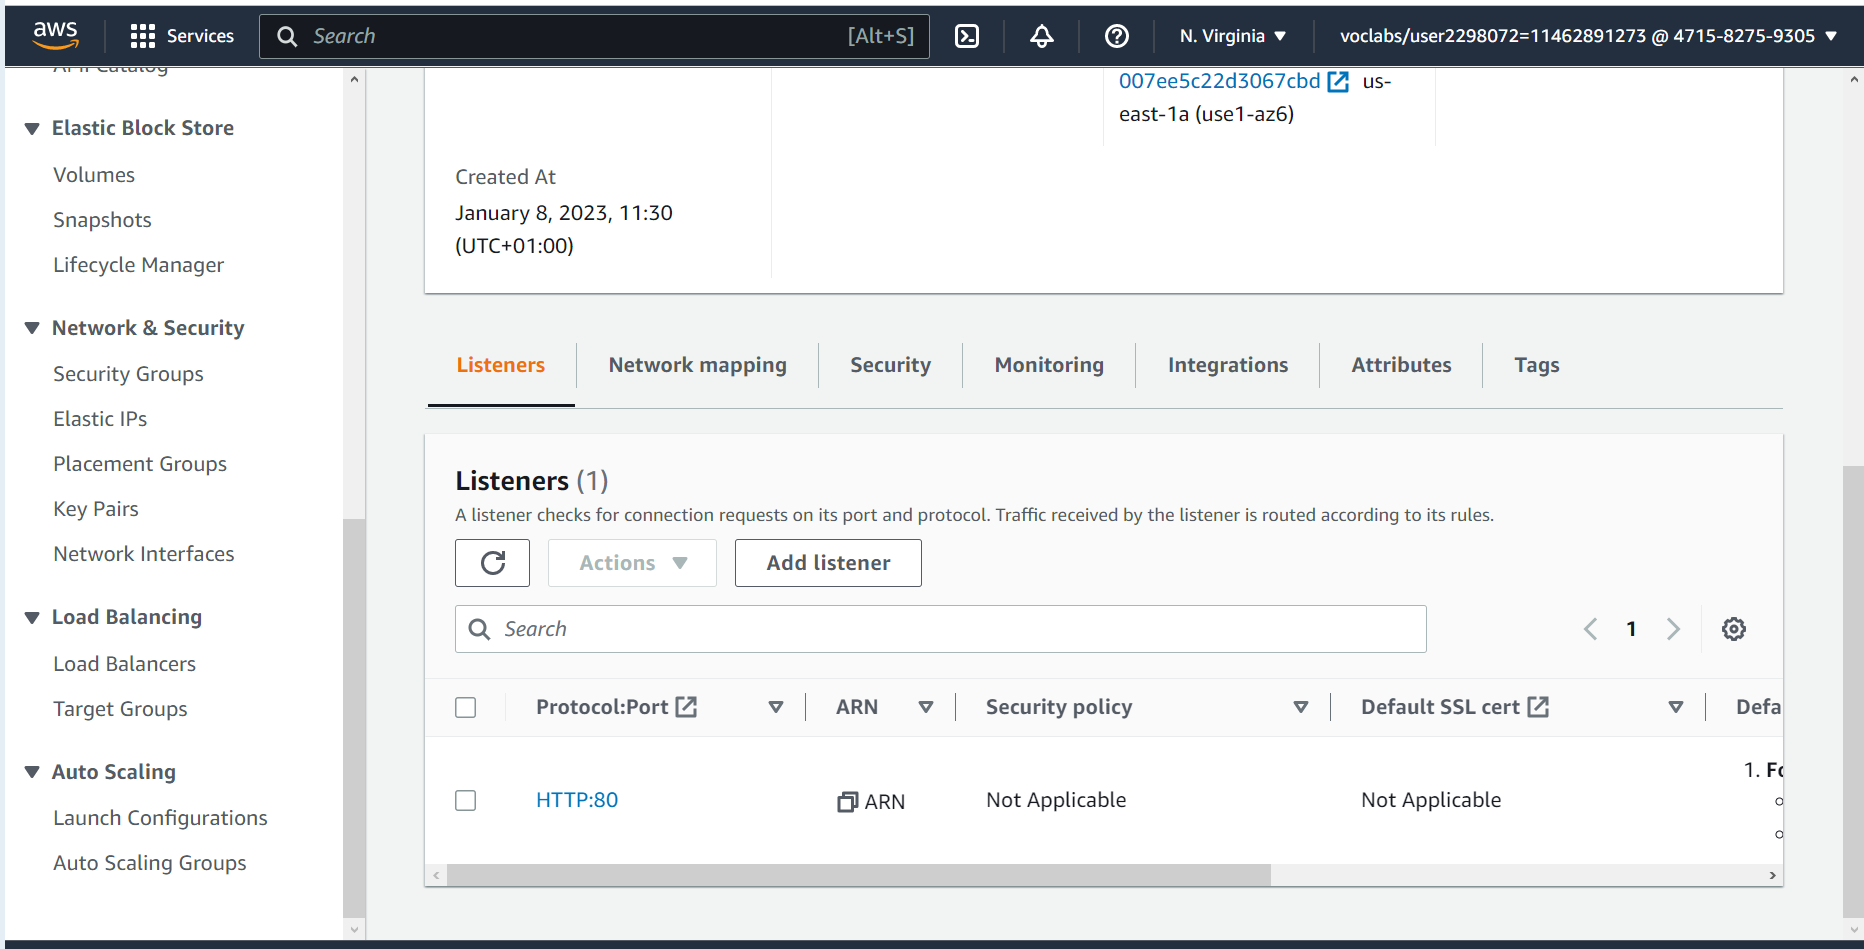 aws
Services
Search
[Alt+S]
N. Virginia
voclabs/user2298072=11462891273 @ 4715-8275-9305
Elastic Block Store
Volumes
Snapshots
Lifecycle Manager
Network & Security
Security Groups
Elastic IPs
Placement Groups
Key Pairs
Network Interfaces
Load Balancing
Load Balancers
Target Groups
Auto Scaling
Launch Configurations
Auto Scaling Groups
007ee5c22d3067cbd us-
east-1a (use1-az6)
Created At
January 8, 2023, 11:30
(UTC+01:00)
Listeners
Network mapping
Security
Monitoring
Integrations
Attributes
Tags
Listeners (1)
A listener checks for connection requests on its port and protocol. Traffic received by the listener is routed according to its rules.
Actions
Add listener
Search
1
Protocol:Port
ARN
Security policy
Default SSL cert
Defa
HTTP:80
ARN
Not Applicable
Not Applicable
1. Fo